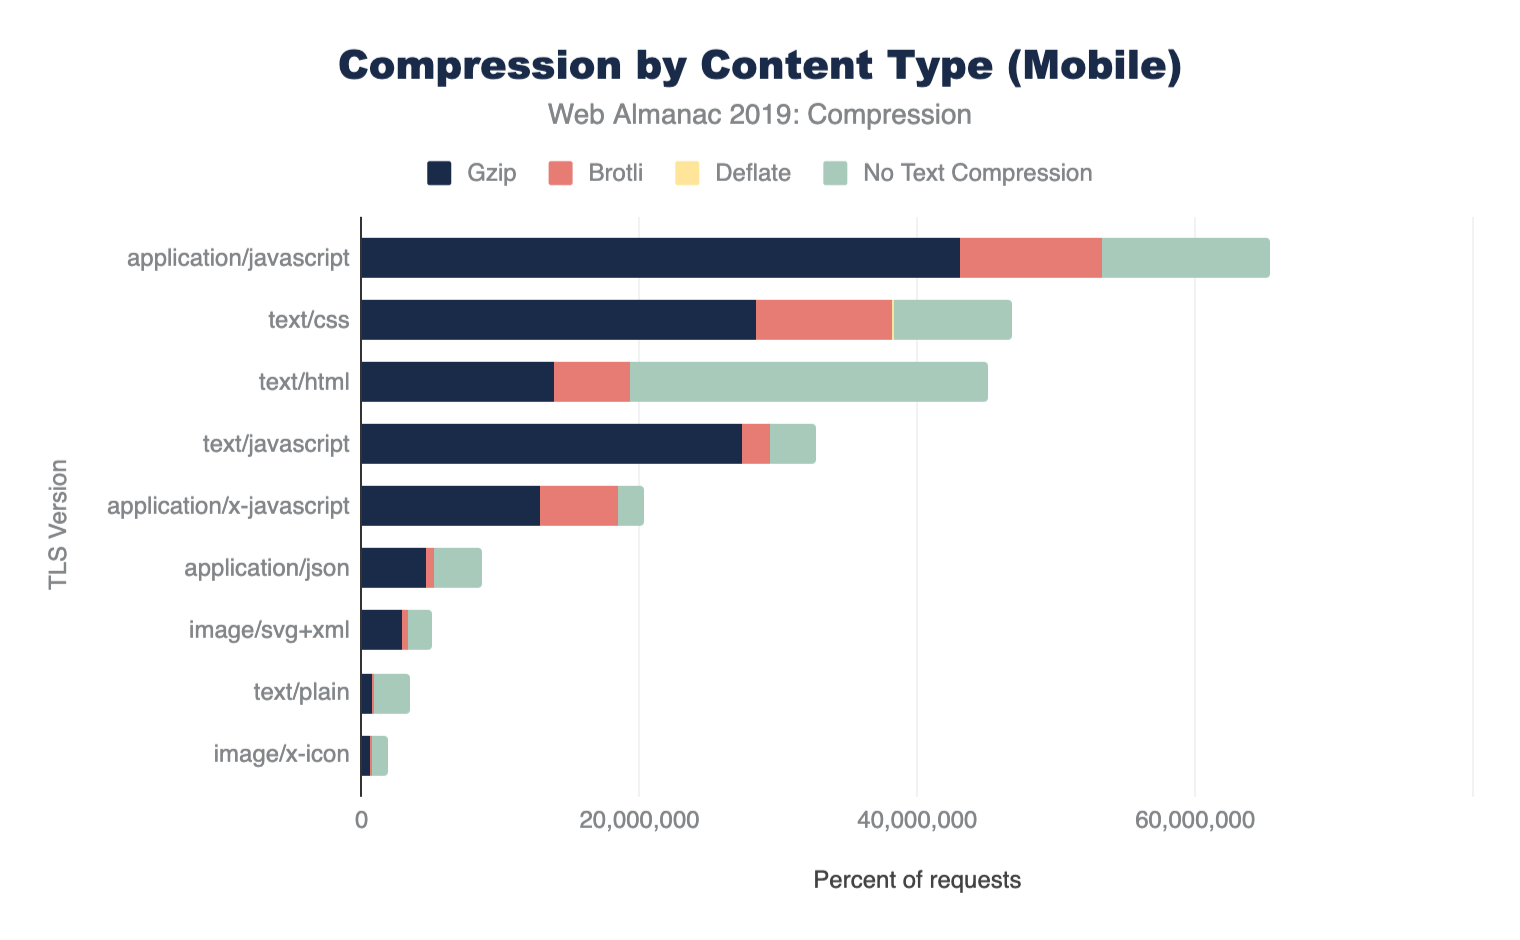 Compression by Content Type (Mobile)
Web Almanac 2019: Compression
Gzip Brotli Deflate No Text Compression
application/javascript
text/css
text/html
text/javascript
application/x-javascript
application/json
image/svg+xml
text/plain
image/x-icon
TLS Version
0 20,000,000 40,000,000 60,000,000
Percent of requests